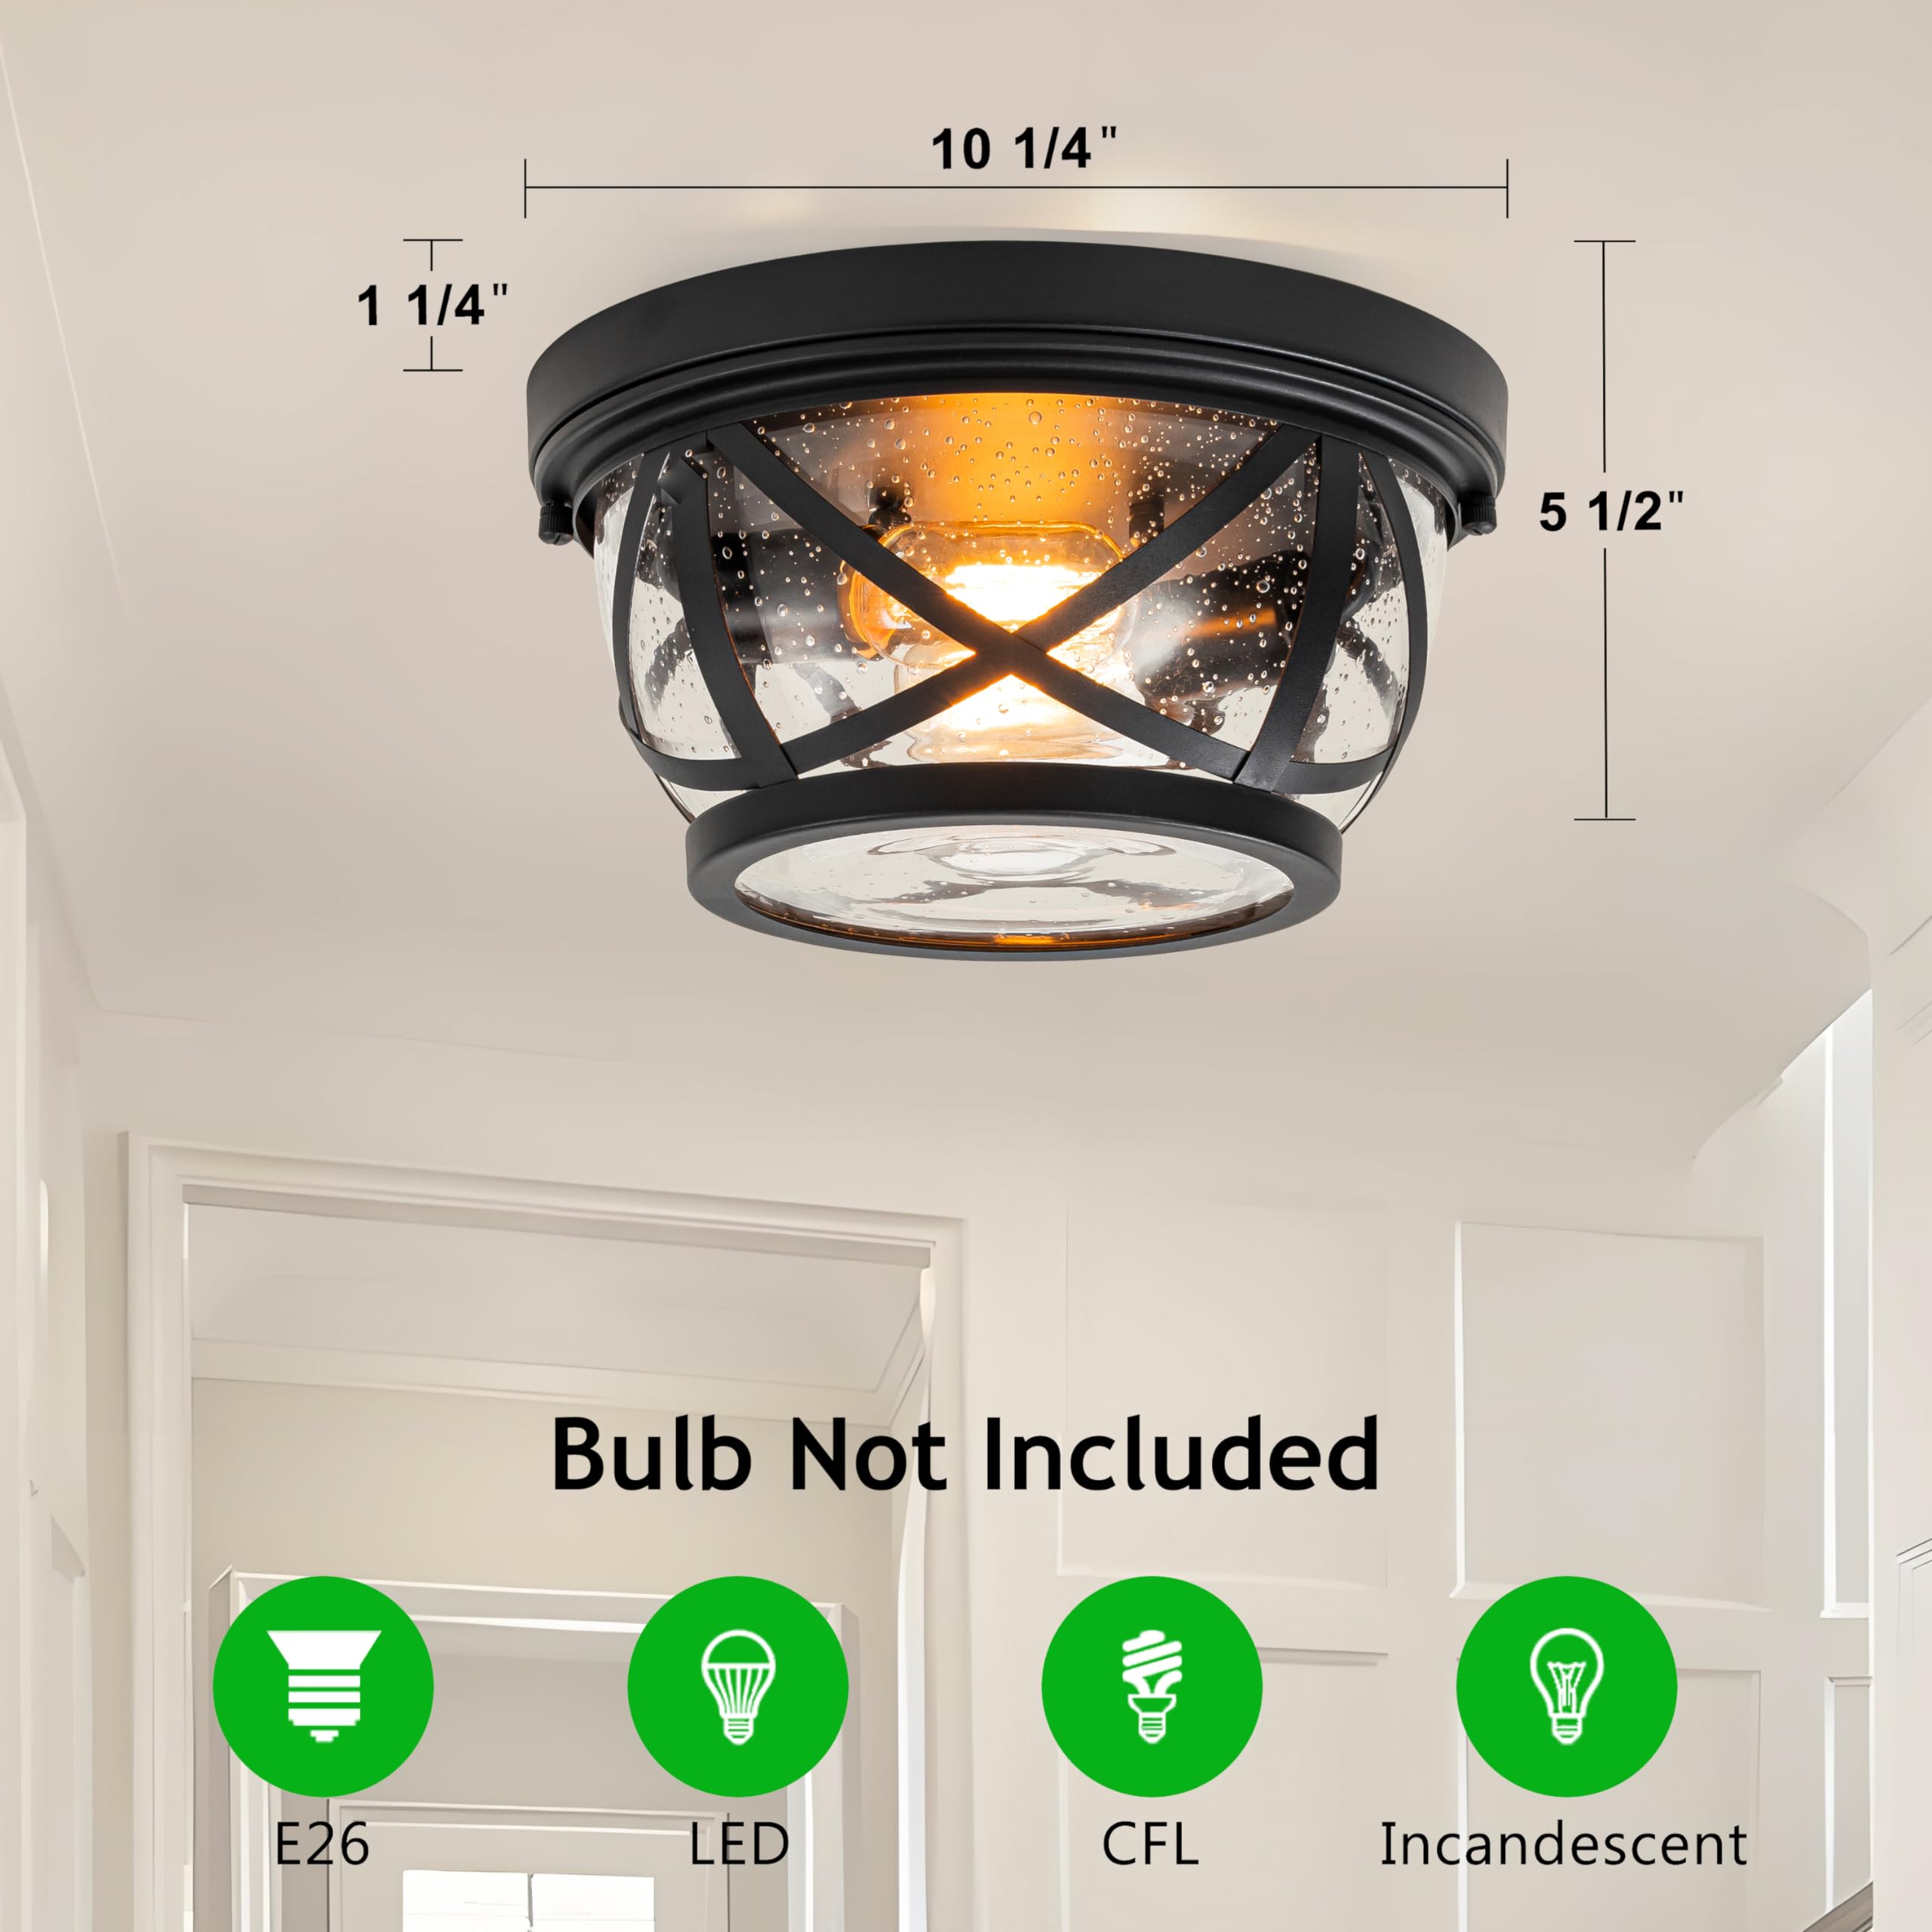 10 1/4"
1 1/4"
5 1/2"
Bulb Not Included
E26
LED
CFL
Incandescent